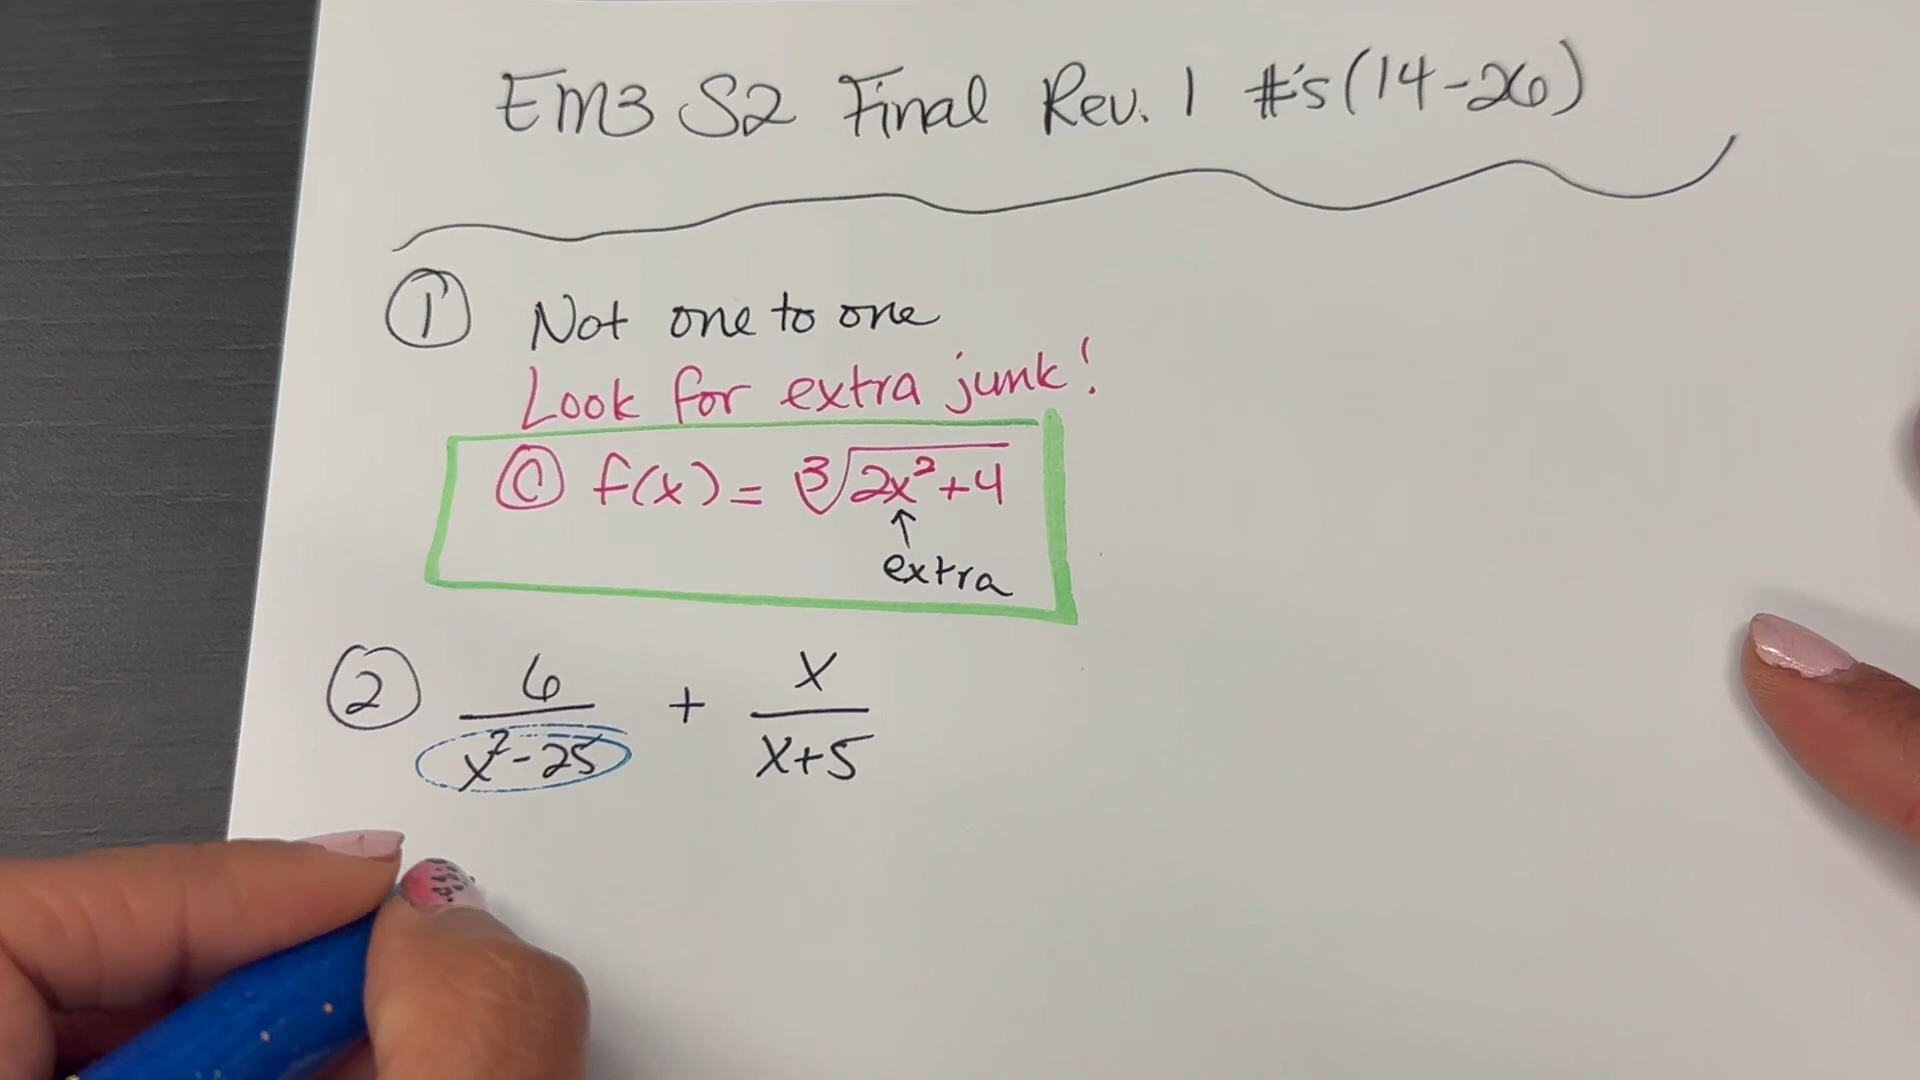 EM3 S2 Final Rev. 1 #'s (14-26)
① Not one to one
Look for extra junk!
Ⓒ f(x) = ∛(2x²+4)
↑
extra
② 6/(x²-25) + x/(x+5)